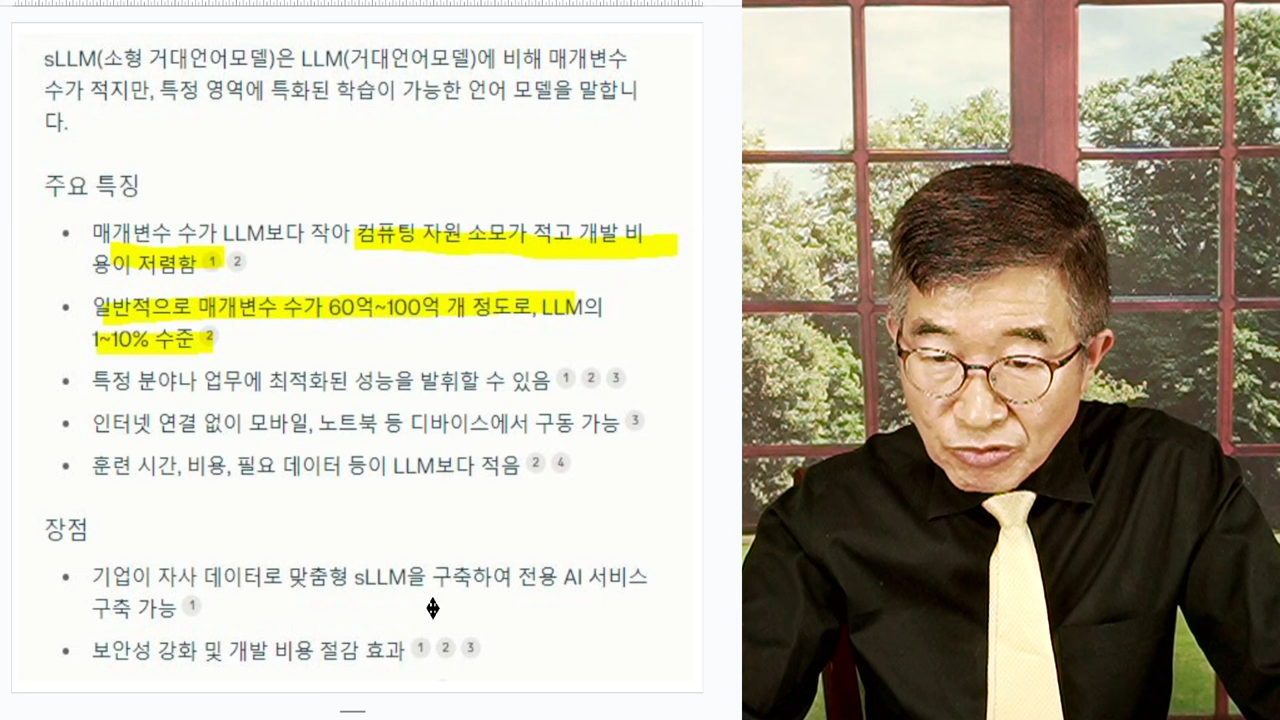 sLLM(소형 거대언어모델)은 LLM(거대언어모델)에 비해 매개변수
수가 적지만, 특정 영역에 특화된 학습이 가능한 언어 모델을 말합니
다.
주요 특징
• 매개변수 수가 LLM보다 작아 컴퓨팅 자원 소모가 적고 개발 비
용이 저렴함 1 2
• 일반적으로 매개변수 수가 60억~100억 개 정도로, LLM의
1~10% 수준 2
• 특정 분야나 업무에 최적화된 성능을 발휘할 수 있음 1 2 3
• 인터넷 연결 없이 모바일, 노트북 등 디바이스에서 구동 가능 3
• 훈련 시간, 비용, 필요 데이터 등이 LLM보다 적음 2 4
장점
• 기업이 자사 데이터로 맞춤형 sLLM을 구축하여 전용 AI 서비스
구축 가능 1
• 보안성 강화 및 개발 비용 절감 효과 1 2 3